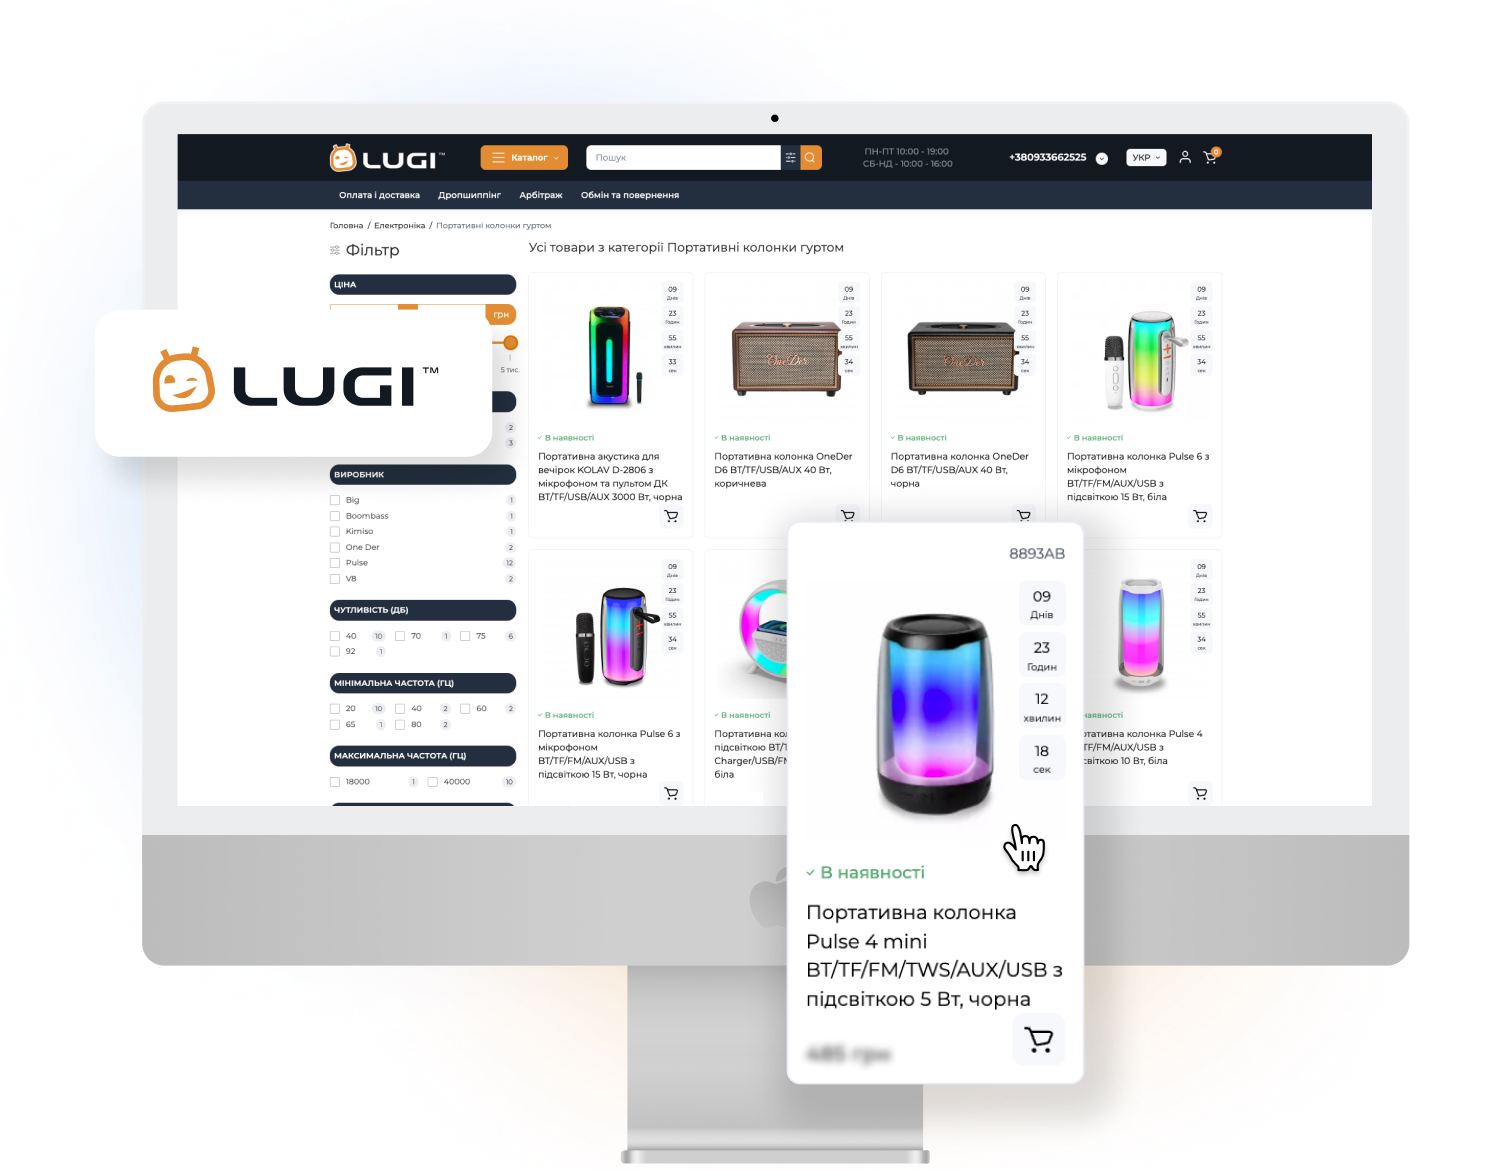 LUGI™
Каталог
Пошук
ПН-ПТ 10:00 - 19:00
СБ-НД - 10:00 - 16:00
+380933662525
УКР
0
Оплата і доставка
Дропшиппінг
Арбітраж
Обмін та повернення
Головна / Електроніка / Портативні колонки гуртом
Фільтр
Усі товари з категорії Портативні колонки гуртом
ЦІНА
грн
5 тис.
LUGI™
2
3
ВИРОБНИК
Big 1
Boombass 1
Kimiso 1
One Der 2
Pulse 12
V8 2
ЧУТЛИВІСТЬ (ДБ)
40 10 70 1 75 6
92 1
МІНІМАЛЬНА ЧАСТОТА (ГЦ)
20 10 40 2 60 2
65 1 80 2
МАКСИМАЛЬНА ЧАСТОТА (ГЦ)
18000 1 40000 10
09
Днів
23
Годин
55
хвилин
33
сек
В наявності
Портативна акустика для
вечірок KOLAV D-2806 з
мікрофоном та пультом ДК
BT/TF/USB/AUX 3000 Вт, чорна
09
Днів
23
Годин
55
хвилин
34
сек
OneDer
В наявності
Портативна колонка OneDer
D6 BT/TF/USB/AUX 40 Вт,
коричнева
09
Днів
23
Годин
55
хвилин
34
сек
OneDer
В наявності
Портативна колонка OneDer
D6 BT/TF/USB/AUX 40 Вт,
чорна
09
Днів
23
Годин
55
хвилин
34
сек
В наявності
Портативна колонка Pulse 6 з
мікрофоном
BT/TF/FM/AUX/USB з
підсвіткою 15 Вт, біла
09
Днів
23
Годин
55
хвилин
34
сек
В наявності
Портативна колонка Pulse 6 з
мікрофоном
BT/TF/FM/AUX/USB з
підсвіткою 15 Вт, чорна
В наявності
Портативна кол
підсвіткою BT/T
Charger/USB/FM
біла
8893AB
09
Днів
23
Годин
12
хвилин
18
сек
В наявності
Портативна колонка
Pulse 4 mini
BT/TF/FM/TWS/AUX/USB з
підсвіткою 5 Вт, чорна
09
Днів
23
Годин
55
хвилин
34
сек
наявності
ртативна колонка Pulse 4
TF/FM/AUX/USB з
світкою 10 Вт, біла